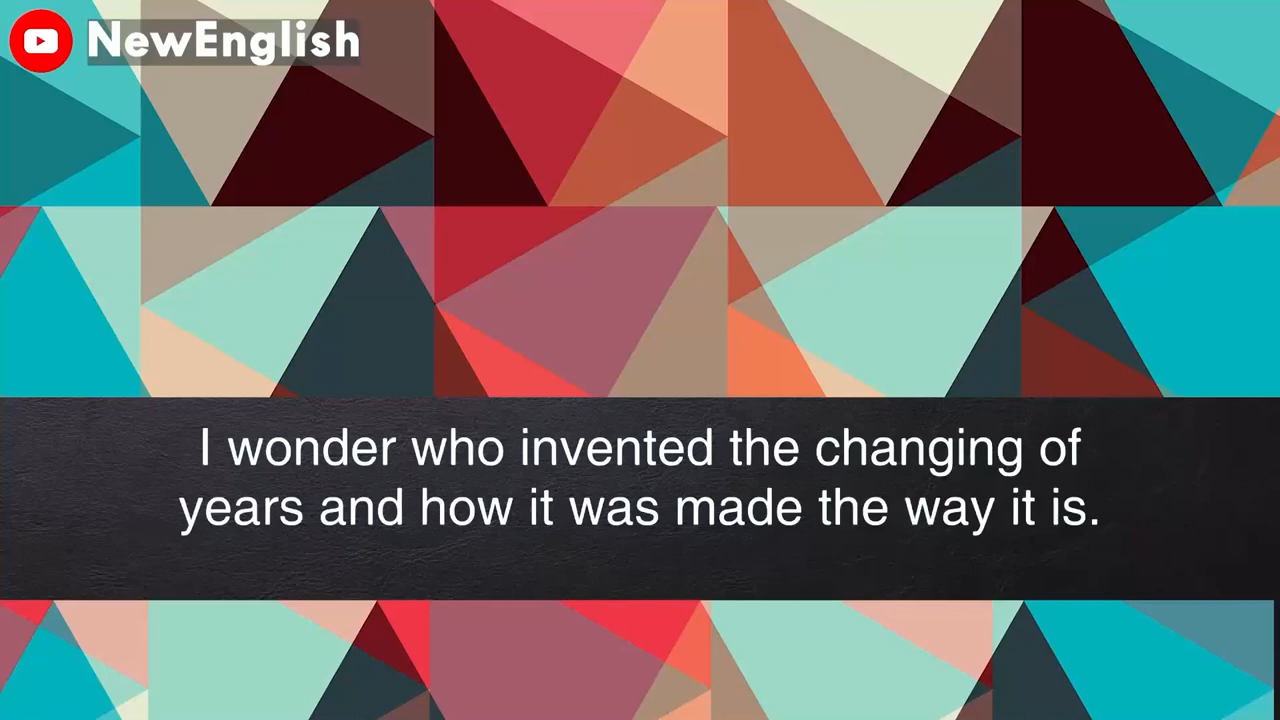 NewEnglish
I wonder who invented the changing of
years and how it was made the way it is.